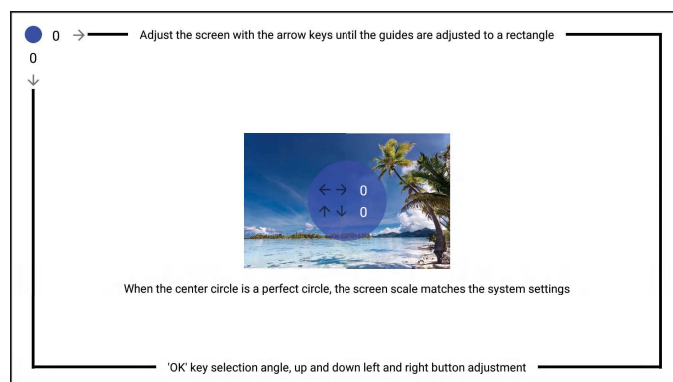 0 → Adjust the screen with the arrow keys until the guides are adjusted to a rectangle
0
↓
← → 0
↑ ↓ 0
When the center circle is a perfect circle, the screen scale matches the system settings
'OK' key selection angle, up and down left and right button adjustment